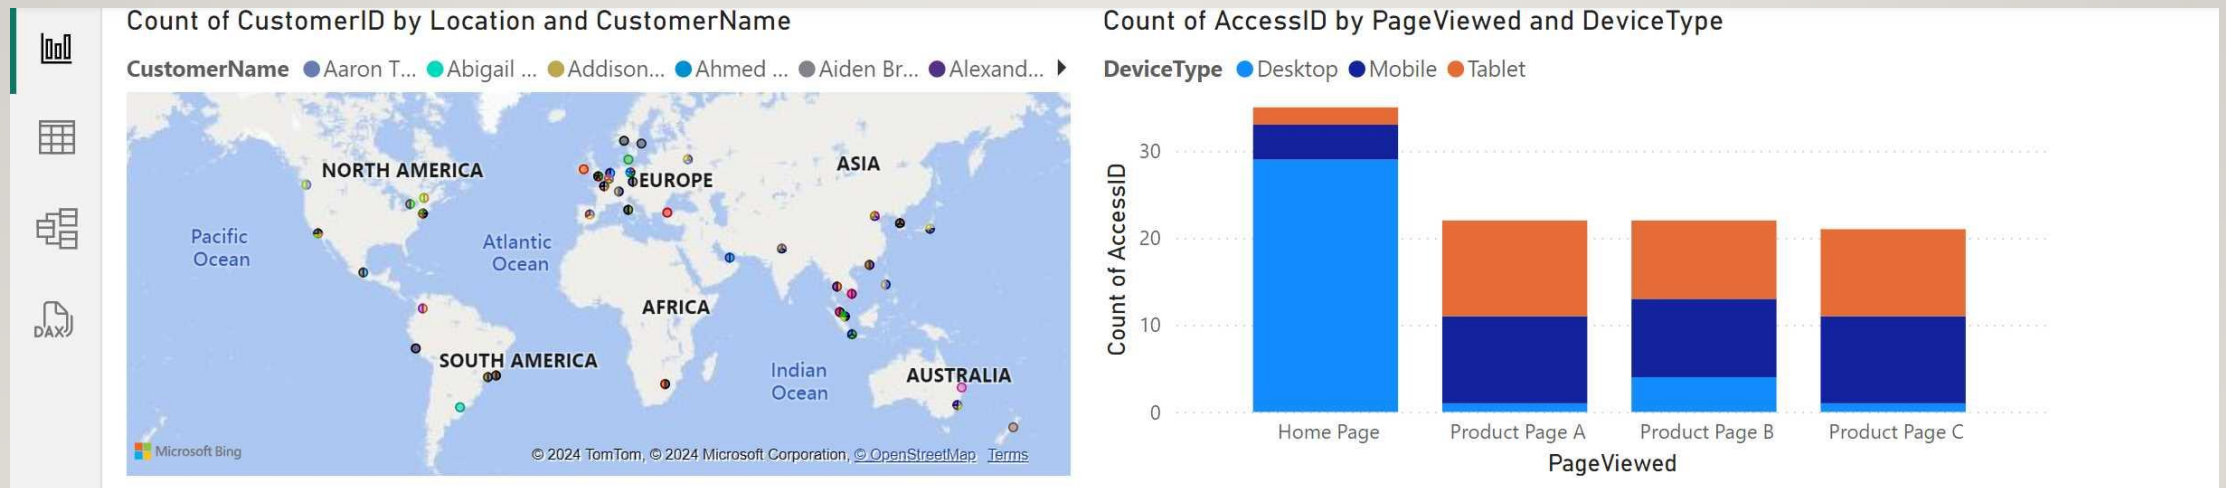 Count of CustomerID by Location and CustomerName
CustomerName Aaron T... Abigail ... Addison... Ahmed ... Aiden Br... Alexand...
NORTH AMERICA
EUROPE
ASIA
Pacific
Ocean
Atlantic
Ocean
AFRICA
SOUTH AMERICA
Indian
Ocean
AUSTRALIA
Microsoft Bing
© 2024 TomTom, © 2024 Microsoft Corporation, © OpenStreetMap Terms
Count of AccessID by PageViewed and DeviceType
DeviceType Desktop Mobile Tablet
Count of AccessID
30
20
10
0
Home Page Product Page A Product Page B Product Page C
PageViewed
DAX